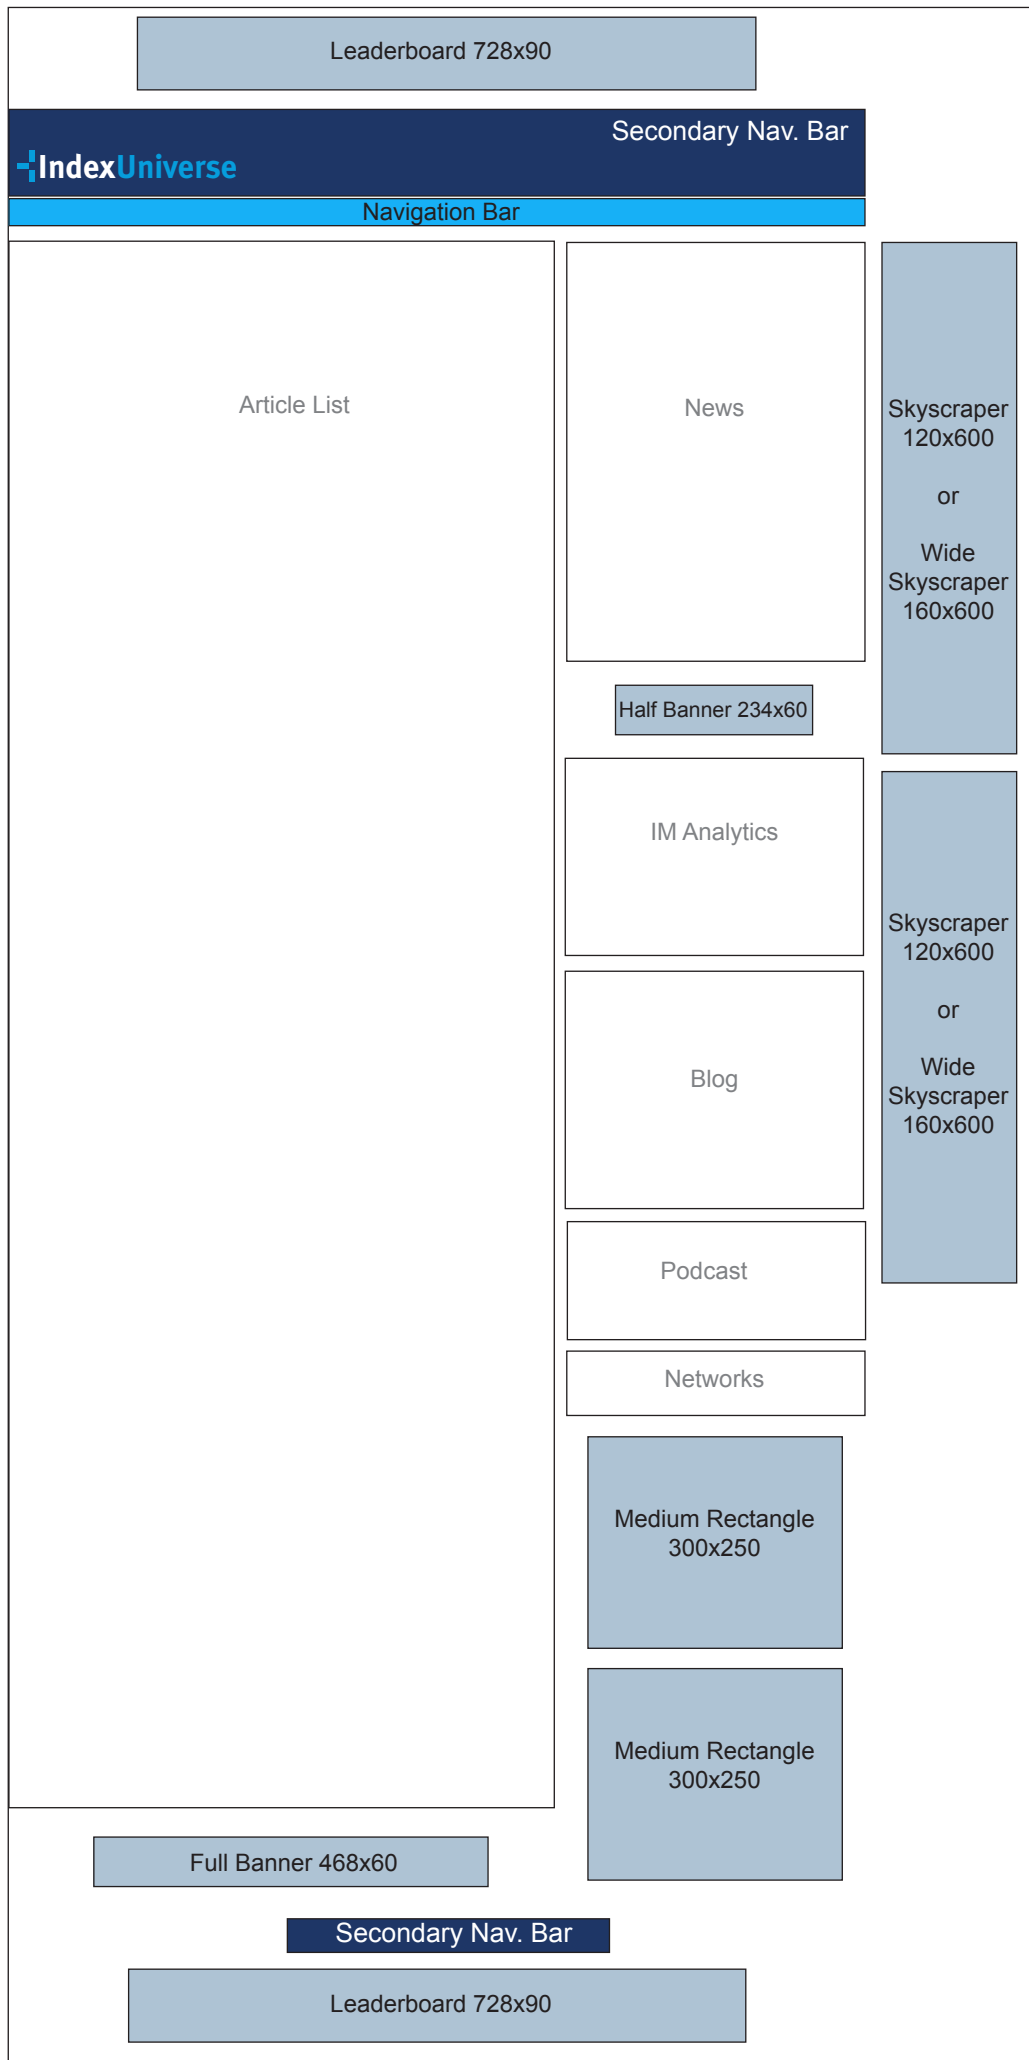 Leaderboard 728x90
Secondary Nav. Bar
IndexUniverse
Navigation Bar
Article List
News
Skyscraper
120x600
or
Wide
Skyscraper
160x600
Half Banner 234x60
IM Analytics
Skyscraper
120x600
or
Wide
Skyscraper
160x600
Blog
Podcast
Networks
Medium Rectangle
300x250
Medium Rectangle
300x250
Full Banner 468x60
Secondary Nav. Bar
Leaderboard 728x90